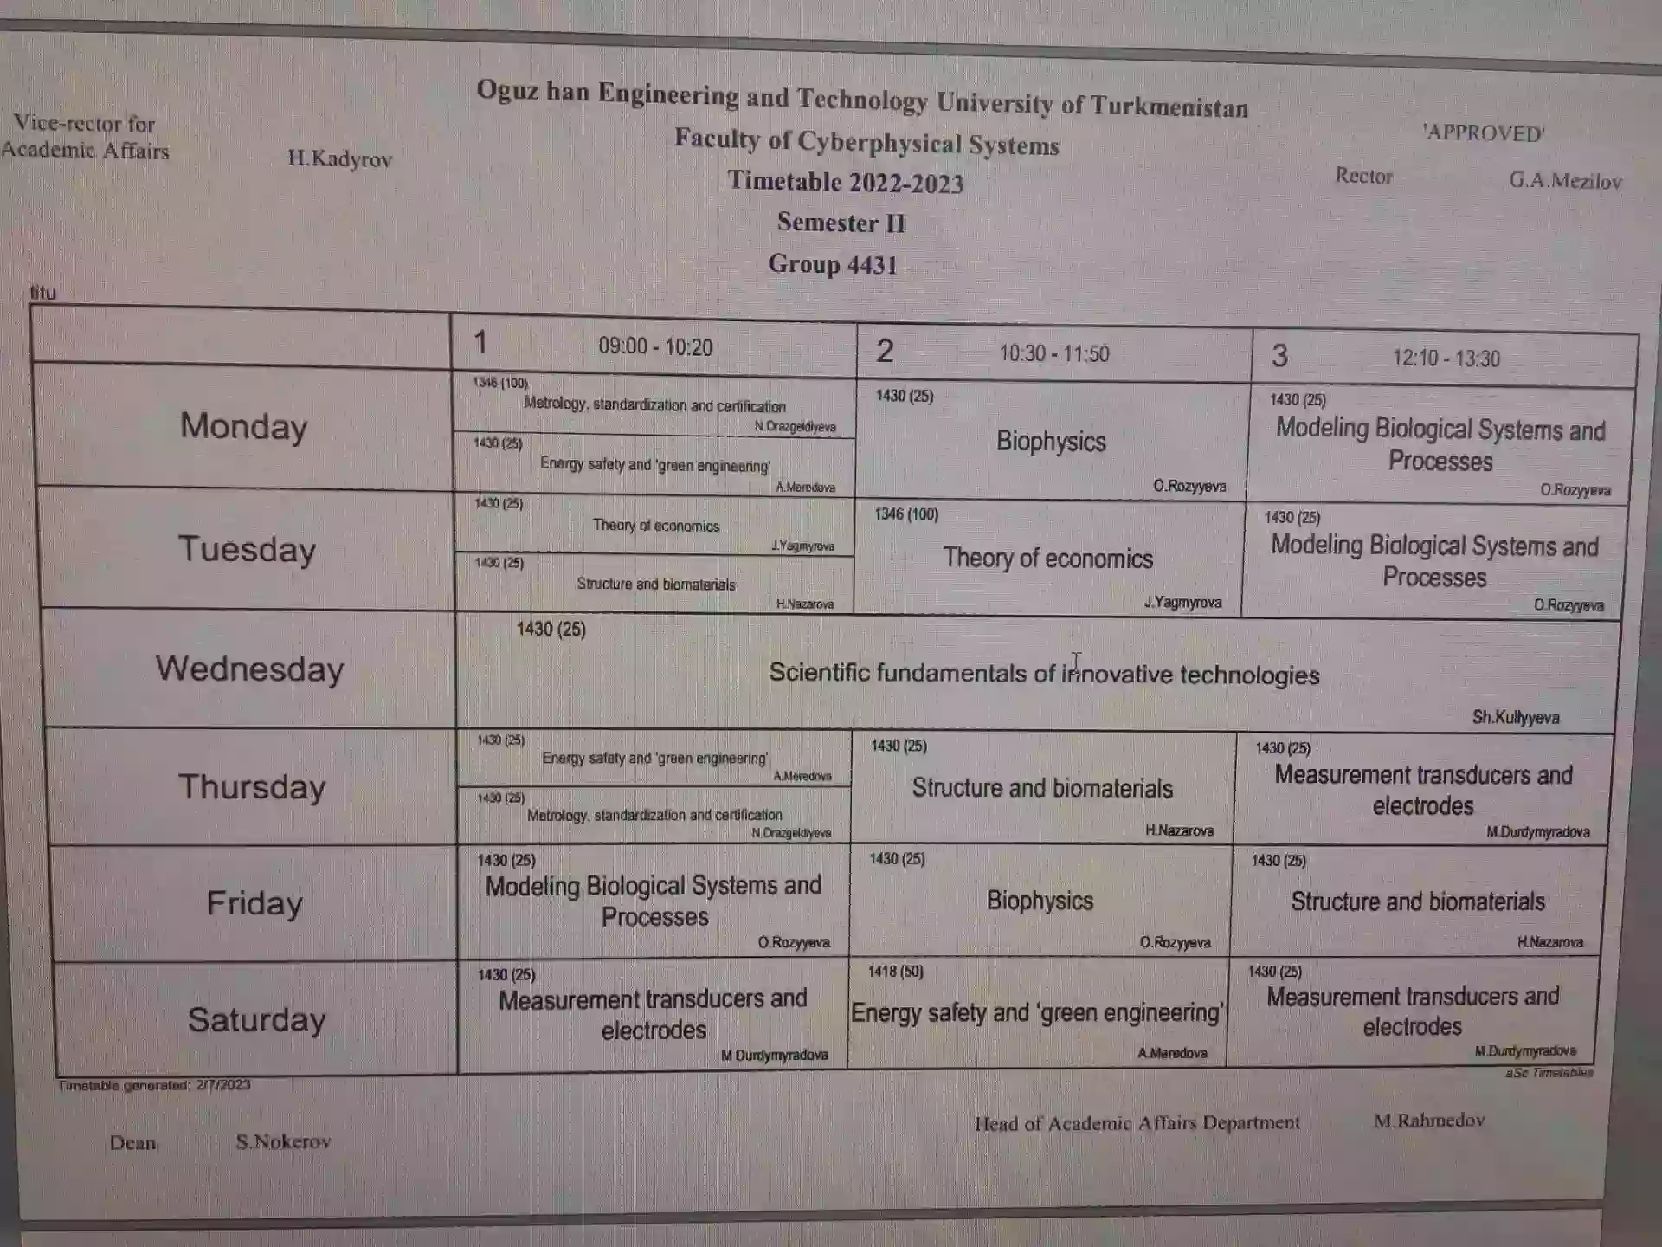 Oguz han Engineering and Technology University of Turkmenistan
Faculty of Cyberphysical Systems
Timetable 2022-2023
Semester II
Group 4431
Vice-rector for
Academic Affairs
H.Kadyrov
'APPROVED'
Rector G.A.Mezilov
titu
1 09:00 - 10:20
2 10:30 - 11:50
3 12:10 - 13:30
Monday
1346 (100)
Metrology, standardization and certification
N.Orazgeldiyeva
1430 (25)
Energy safety and 'green engineering'
A.Meredova
1430 (25)
Biophysics
O.Rozyyeva
1430 (25)
Modeling Biological Systems and
Processes
O.Rozyyeva
Tuesday
1430 (25)
Theory of economics
J.Yagmyrova
1430 (25)
Structure and biomaterials
H.Nazarova
1346 (100)
Theory of economics
J.Yagmyrova
1430 (25)
Modeling Biological Systems and
Processes
O.Rozyyeva
Wednesday
1430 (25)
Scientific fundamentals of innovative technologies
Sh.Kullyyeva
Thursday
1430 (25)
Energy safety and 'green engineering'
A.Meredova
1430 (25)
Metrology, standardization and certification
N.Orazgeldiyeva
1430 (25)
Structure and biomaterials
H.Nazarova
1430 (25)
Measurement transducers and
electrodes
M.Durdymyradova
Friday
1430 (25)
Modeling Biological Systems and
Processes
O.Rozyyeva
1430 (25)
Biophysics
O.Rozyyeva
1430 (25)
Structure and biomaterials
H.Nazarova
Saturday
1430 (25)
Measurement transducers and
electrodes
M.Durdymyradova
1418 (50)
Energy safety and 'green engineering'
A.Meredova
1430 (25)
Measurement transducers and
electrodes
M.Durdymyradova
Timetable generated: 2/7/2023
aSc Timetables
Dean S.Nokerov
Head of Academic Affairs Department M.Rahmedov